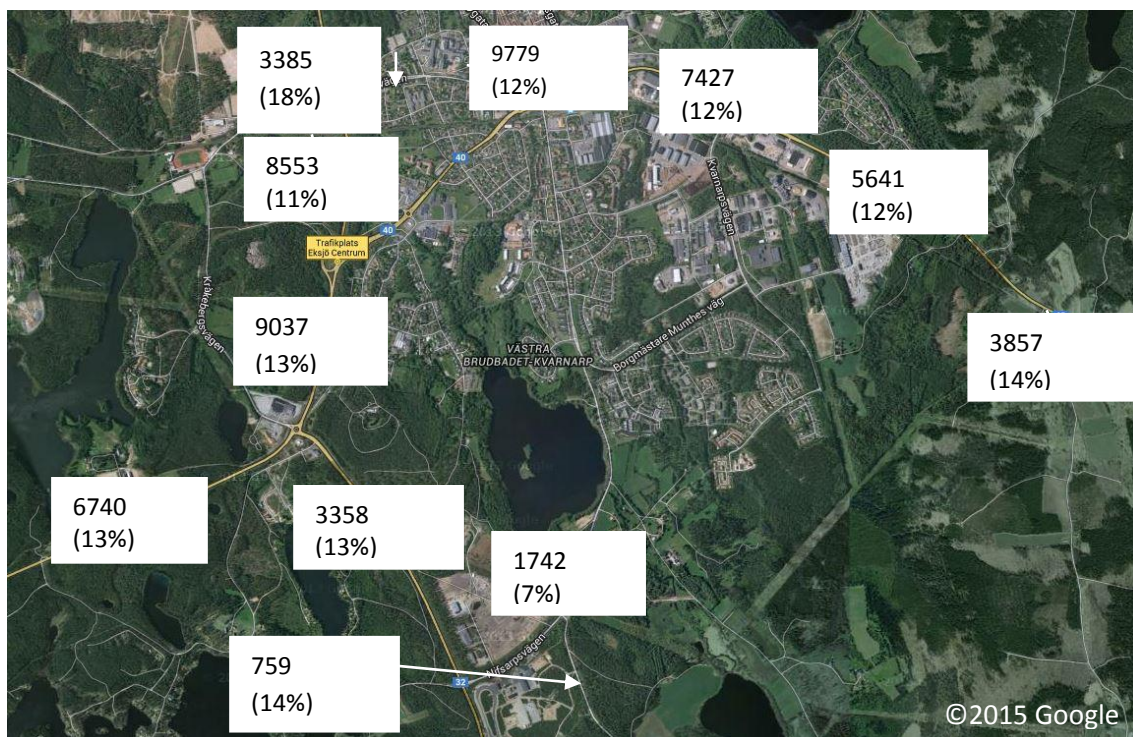 3385
(18%)
9779
(12%)
7427
(12%)
8553
(11%)
40
5641
(12%)
Kvarnarpsvägen
40
Trafikplats
Eksjö Centrum
Kråkebergsvägen
9037
(13%)
Borgmästare Munthes väg
VÄSTRA
BRUDBADET-KVARNARP
3857
(14%)
6740
(13%)
3358
(13%)
1742
(7%)
759
(14%)
32
Nifsarpsvägen
©2015 Google